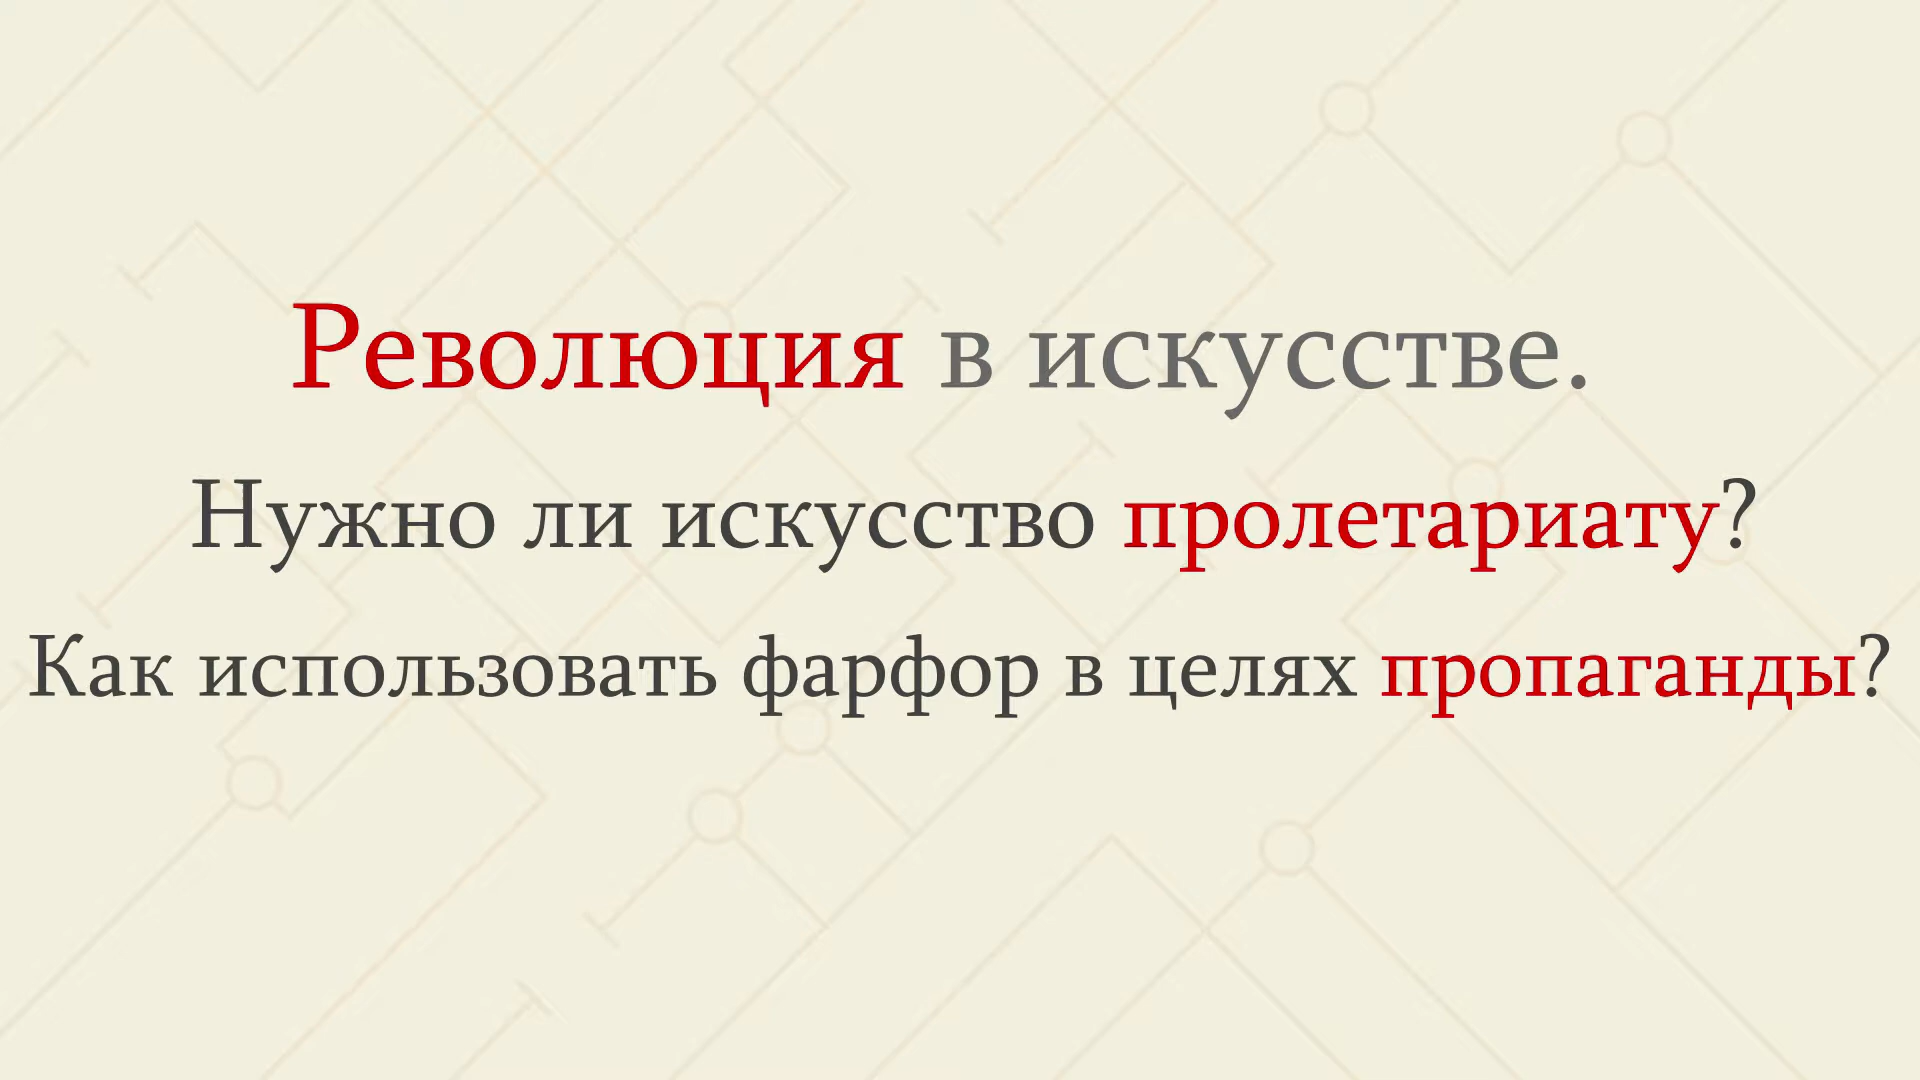 Революция в искусстве.
Нужно ли искусство пролетариату?
Как использовать фарфор в целях пропаганды?